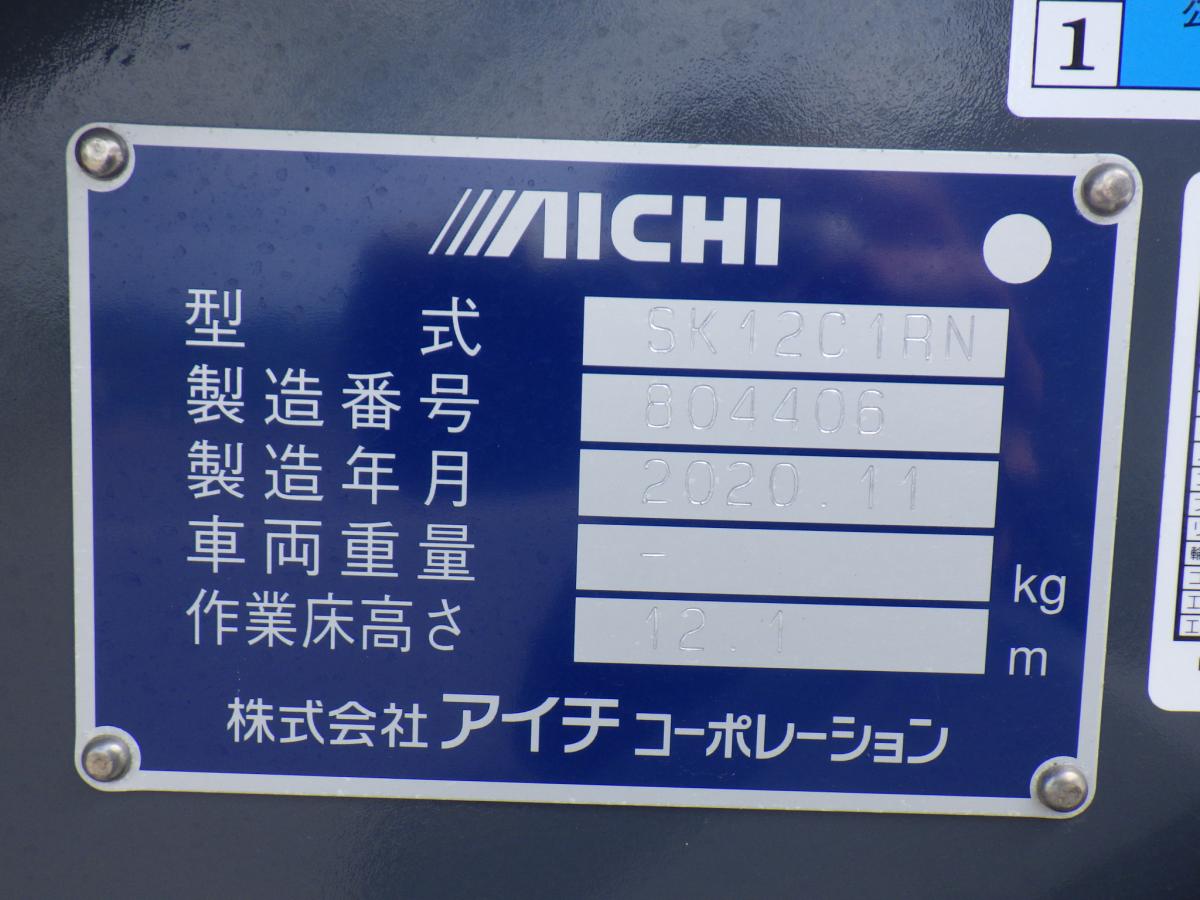 1
AICHI
型式 SK12C1RN
製造番号 804406
製造年月 2020.11
車両重量 - kg
作業床高さ 12.1 m
株式会社アイチコーポレーション
輪